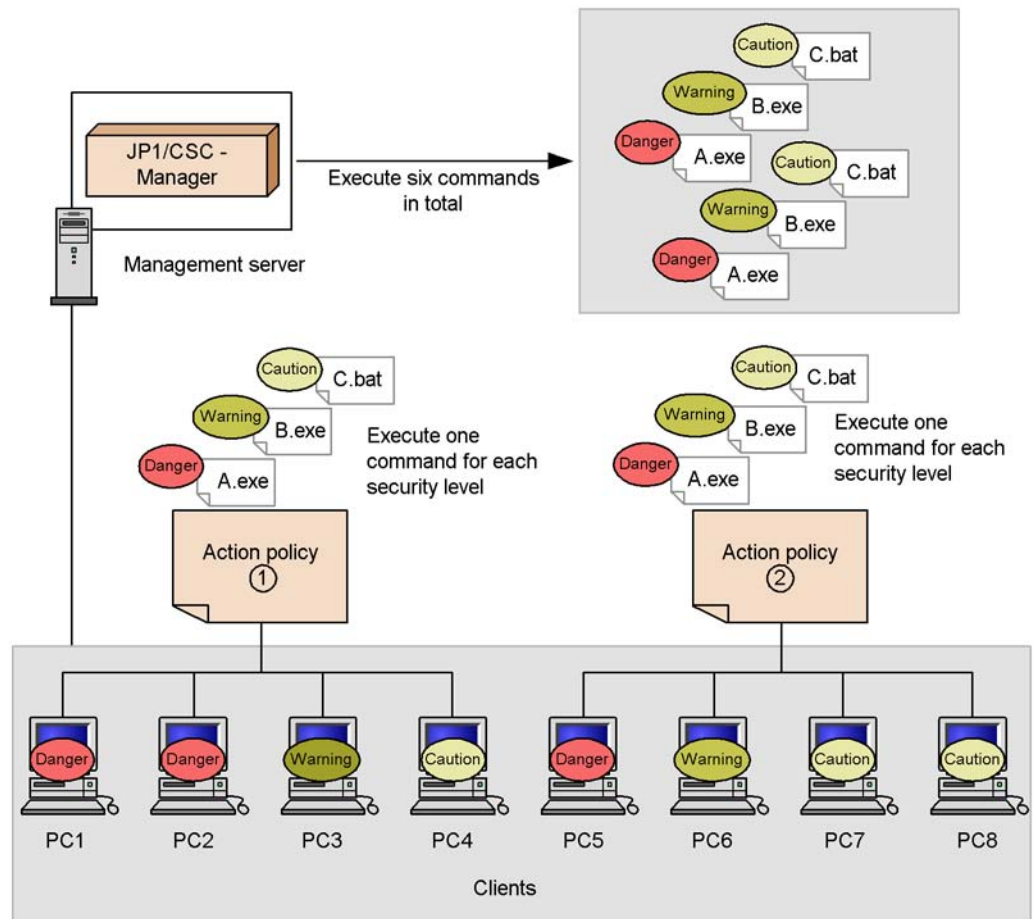 Caution
C.bat
Warning
B.exe
Danger
A.exe
Caution
C.bat
Warning
B.exe
Danger
A.exe
JP1/CSC -
Manager
Execute six commands
in total
Management server
Caution
C.bat
Warning
B.exe
Danger
A.exe
Execute one
command for each
security level
Action policy
1
Caution
C.bat
Warning
B.exe
Danger
A.exe
Execute one
command for each
security level
Action policy
2
Danger
Danger
Warning
Caution
Danger
Warning
Caution
Caution
PC1
PC2
PC3
PC4
PC5
PC6
PC7
PC8
Clients